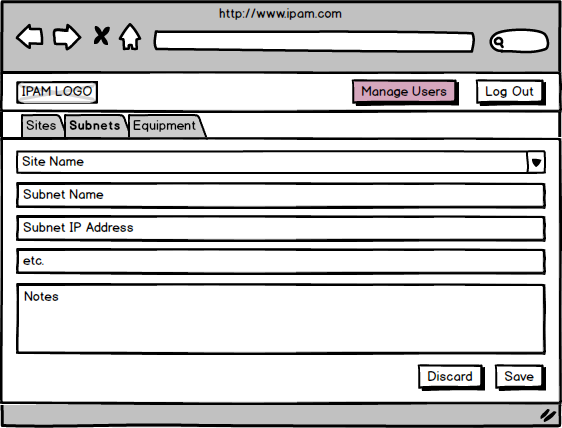 http://www.ipam.com
IPAM LOGO
Manage Users
Log Out
Sites
Subnets
Equipment
Site Name
Subnet Name
Subnet IP Address
etc.
Notes
Discard
Save